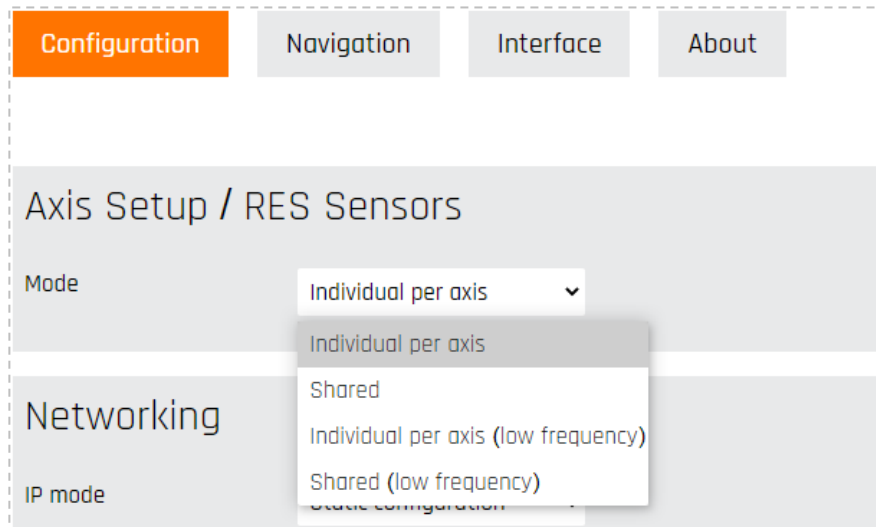 Configuration Navigation Interface About
Axis Setup / RES Sensors
Mode Individual per axis
Individual per axis
Shared
Networking
Individual per axis (low frequency)
Shared (low frequency)
IP mode